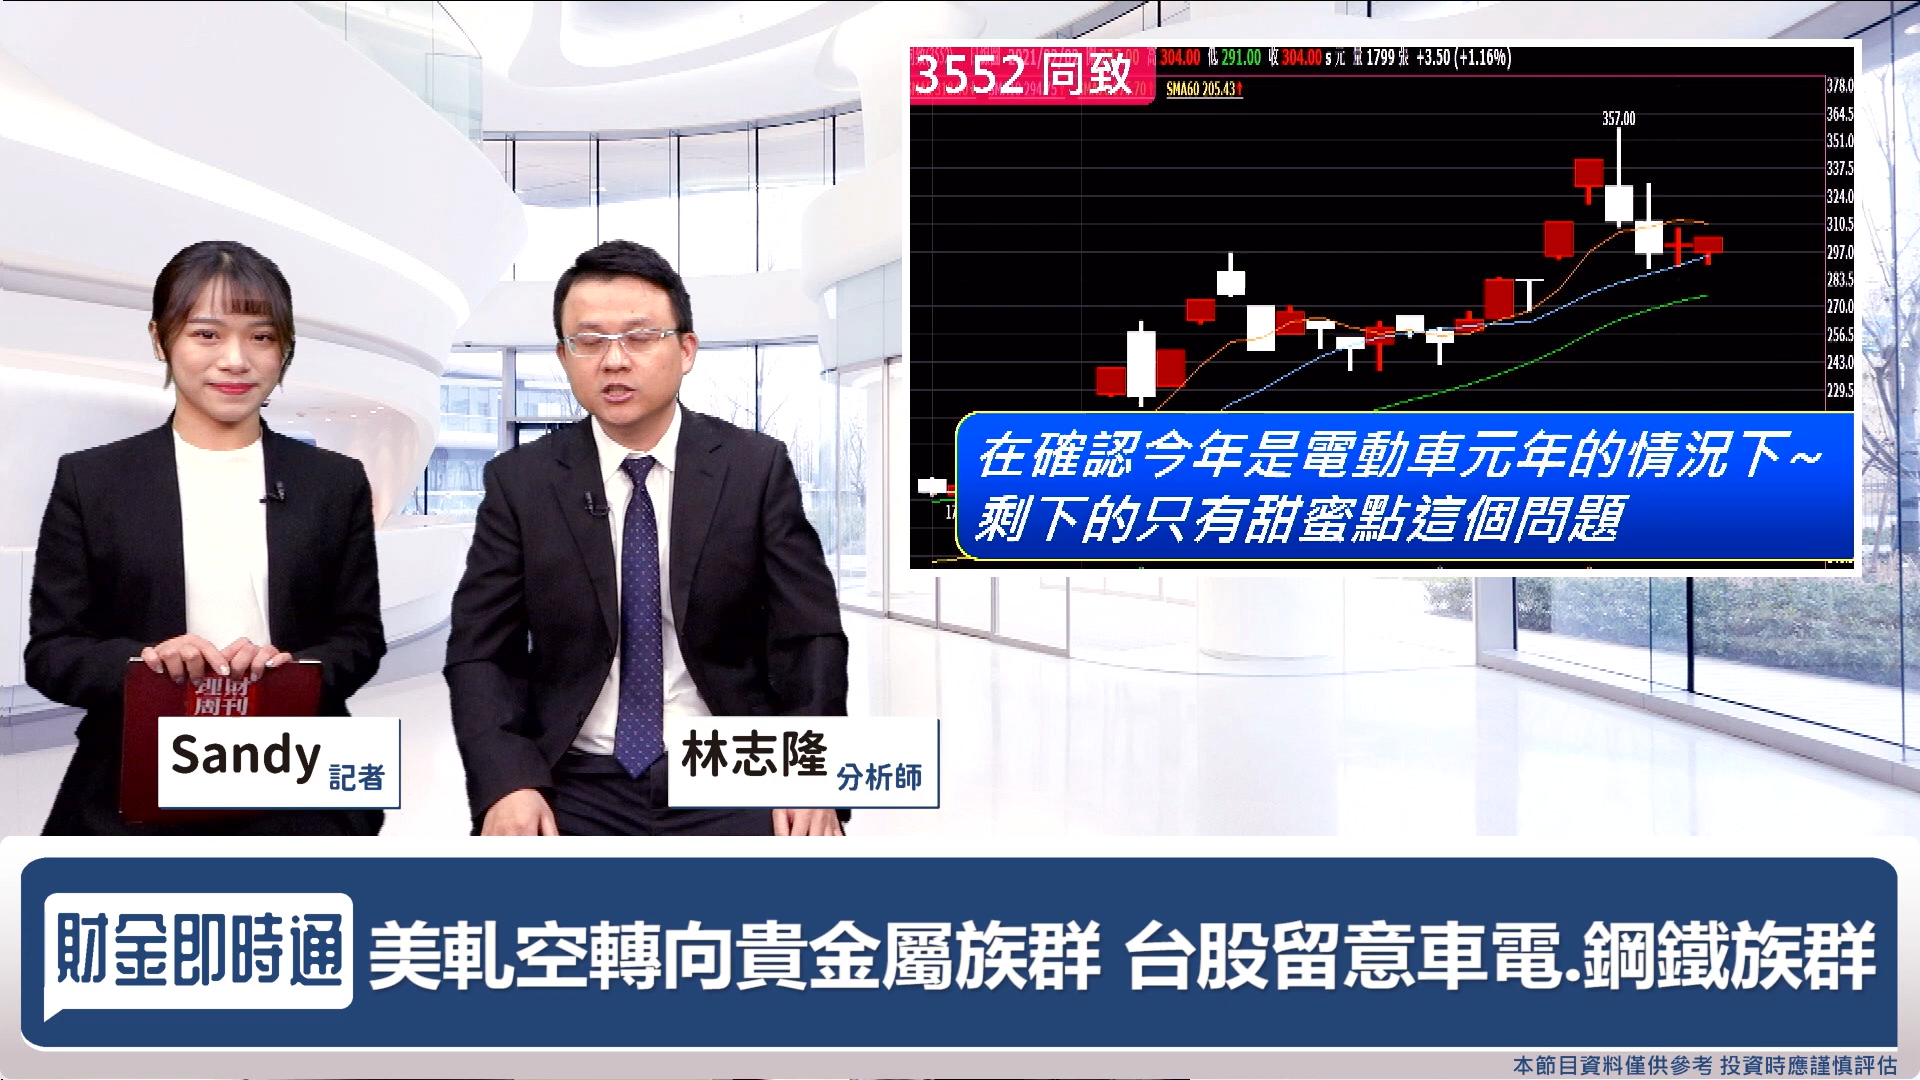 3552 同致
304.00 低 291.00 收 304.00 s 元 量 1799 張 +3.50 (+1.16%)
SMA60 205.43
378.0
364.5
357.00
351.0
337.5
324.0
310.5
297.0
283.5
270.0
256.5
243.0
229.5
在確認今年是電動車元年的情況下~
剩下的只有甜蜜點這個問題
理財
周刊
Sandy 記者
林志隆 分析師
財金即時通
美軋空轉向貴金屬族群 台股留意車電.鋼鐵族群
本節目資料僅供參考 投資時應謹慎評估